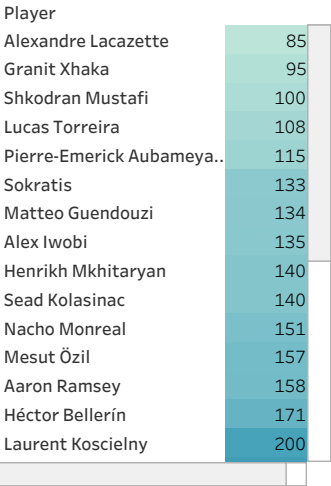 Player
Alexandre Lacazette 85
Granit Xhaka 95
Shkodran Mustafi 100
Lucas Torreira 108
Pierre-Emerick Aubameya.. 115
Sokratis 133
Matteo Guendouzi 134
Alex Iwobi 135
Henrikh Mkhitaryan 140
Sead Kolasinac 140
Nacho Monreal 151
Mesut Özil 157
Aaron Ramsey 158
Héctor Bellerín 171
Laurent Koscielny 200